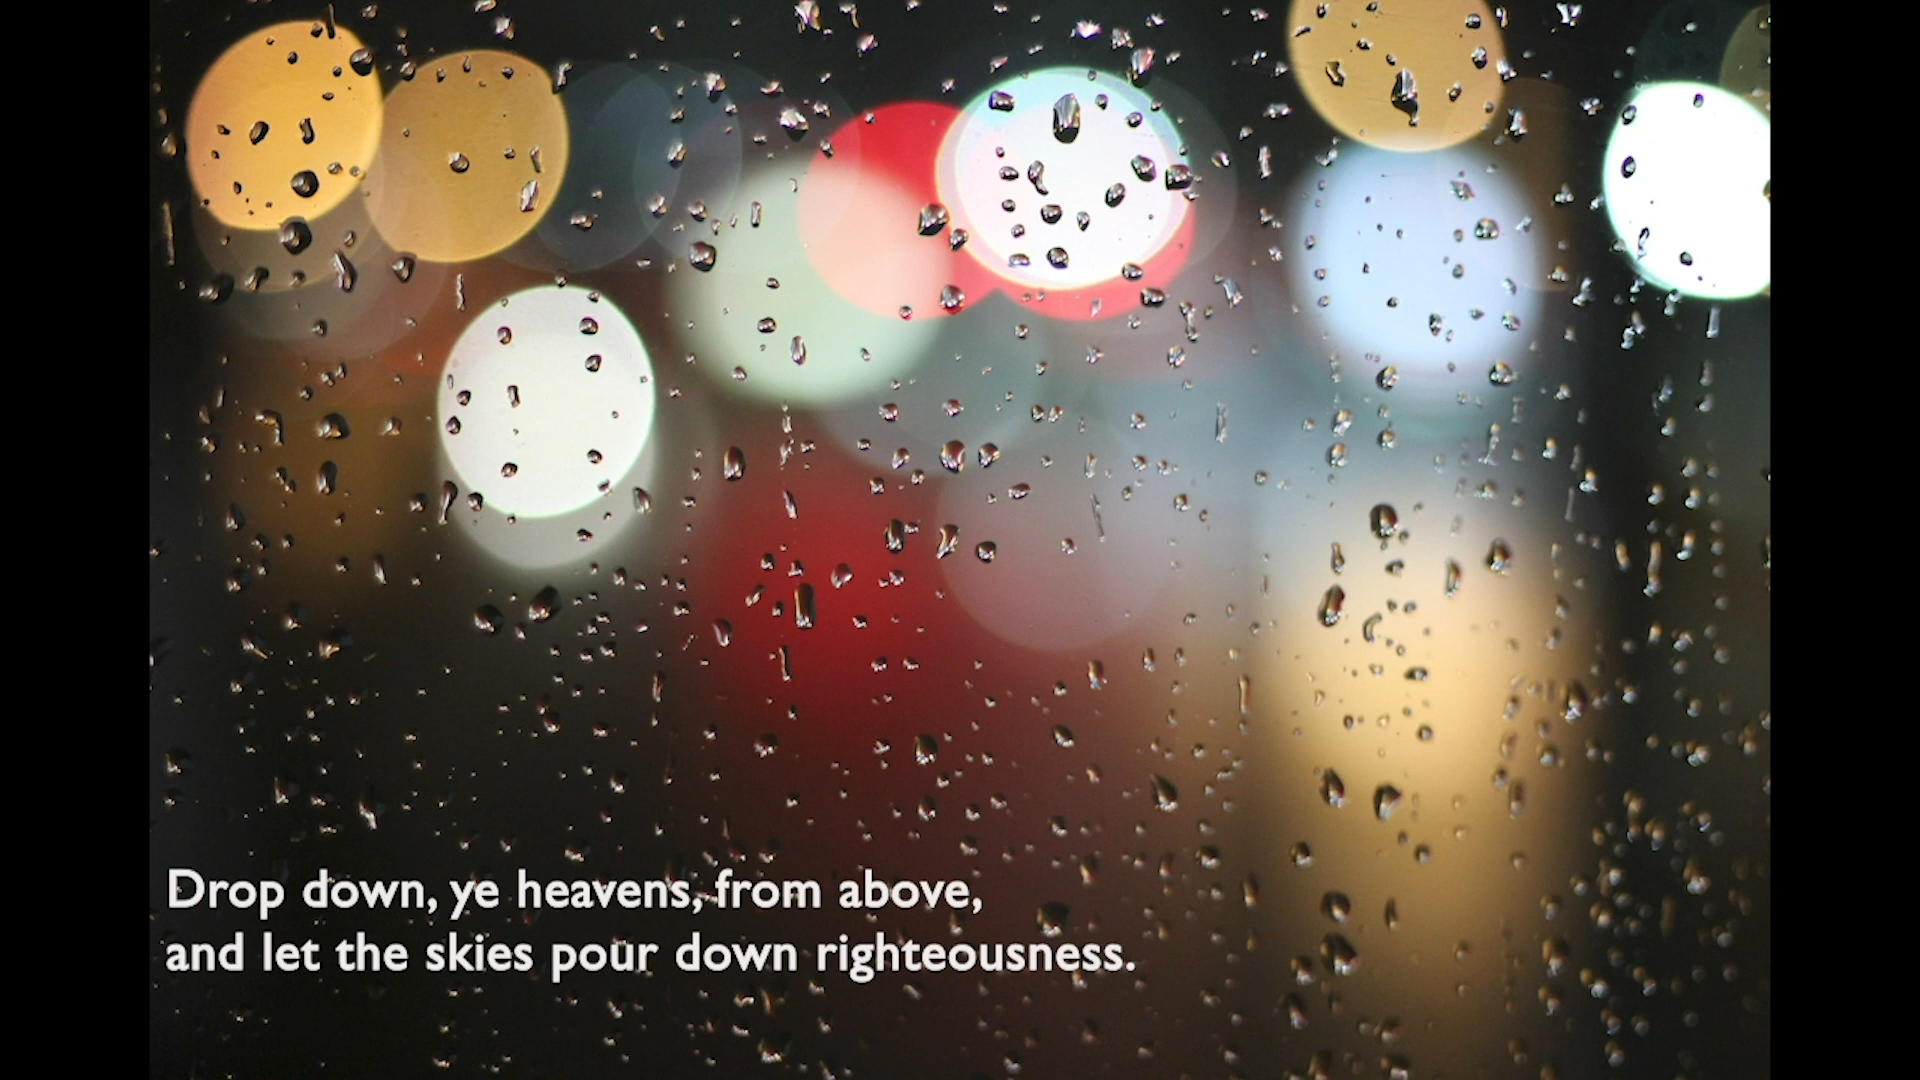 Drop down, ye heavens, from above,
and let the skies pour down righteousness.